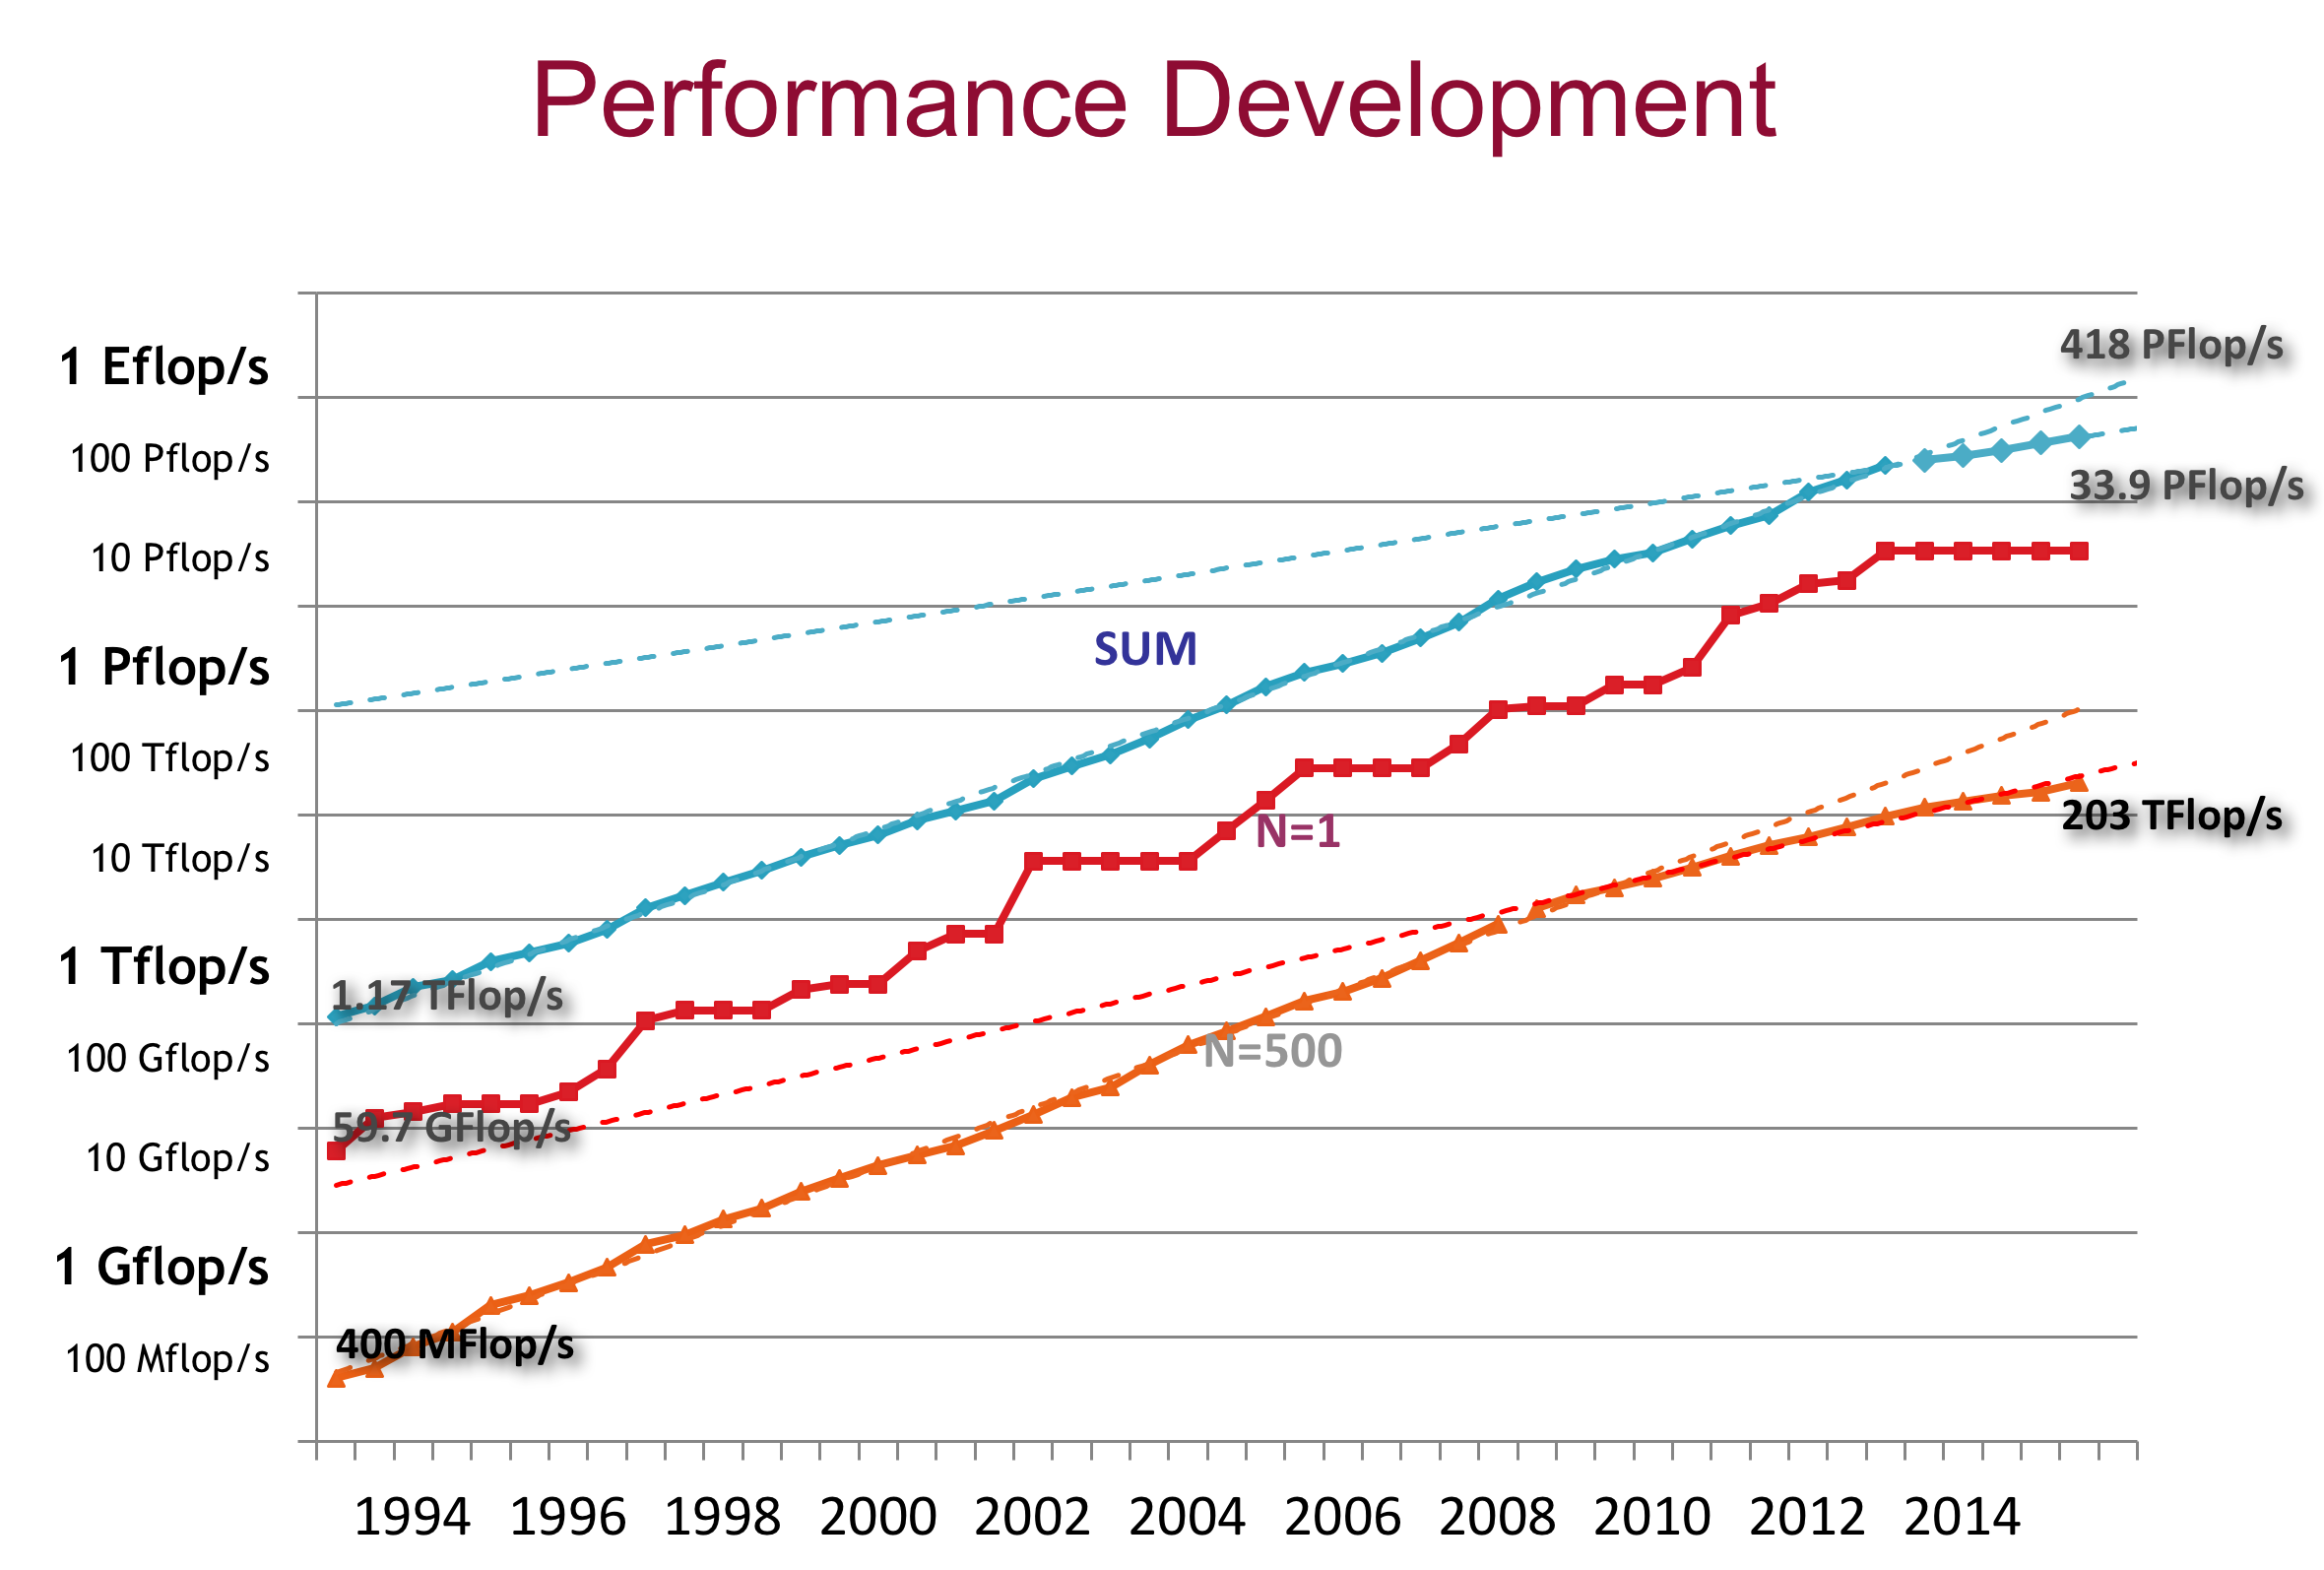 Performance Development
1 Eflop/s
418 PFlop/s
100 Pflop/s
33.9 PFlop/s
10 Pflop/s
SUM
1 Pflop/s
100 Tflop/s
203 TFlop/s
N=1
10 Tflop/s
1 Tflop/s
1.17 TFlop/s
N=500
100 Gflop/s
59.7 GFlop/s
10 Gflop/s
1 Gflop/s
400 MFlop/s
100 Mflop/s
1994 1996 1998 2000 2002 2004 2006 2008 2010 2012 2014